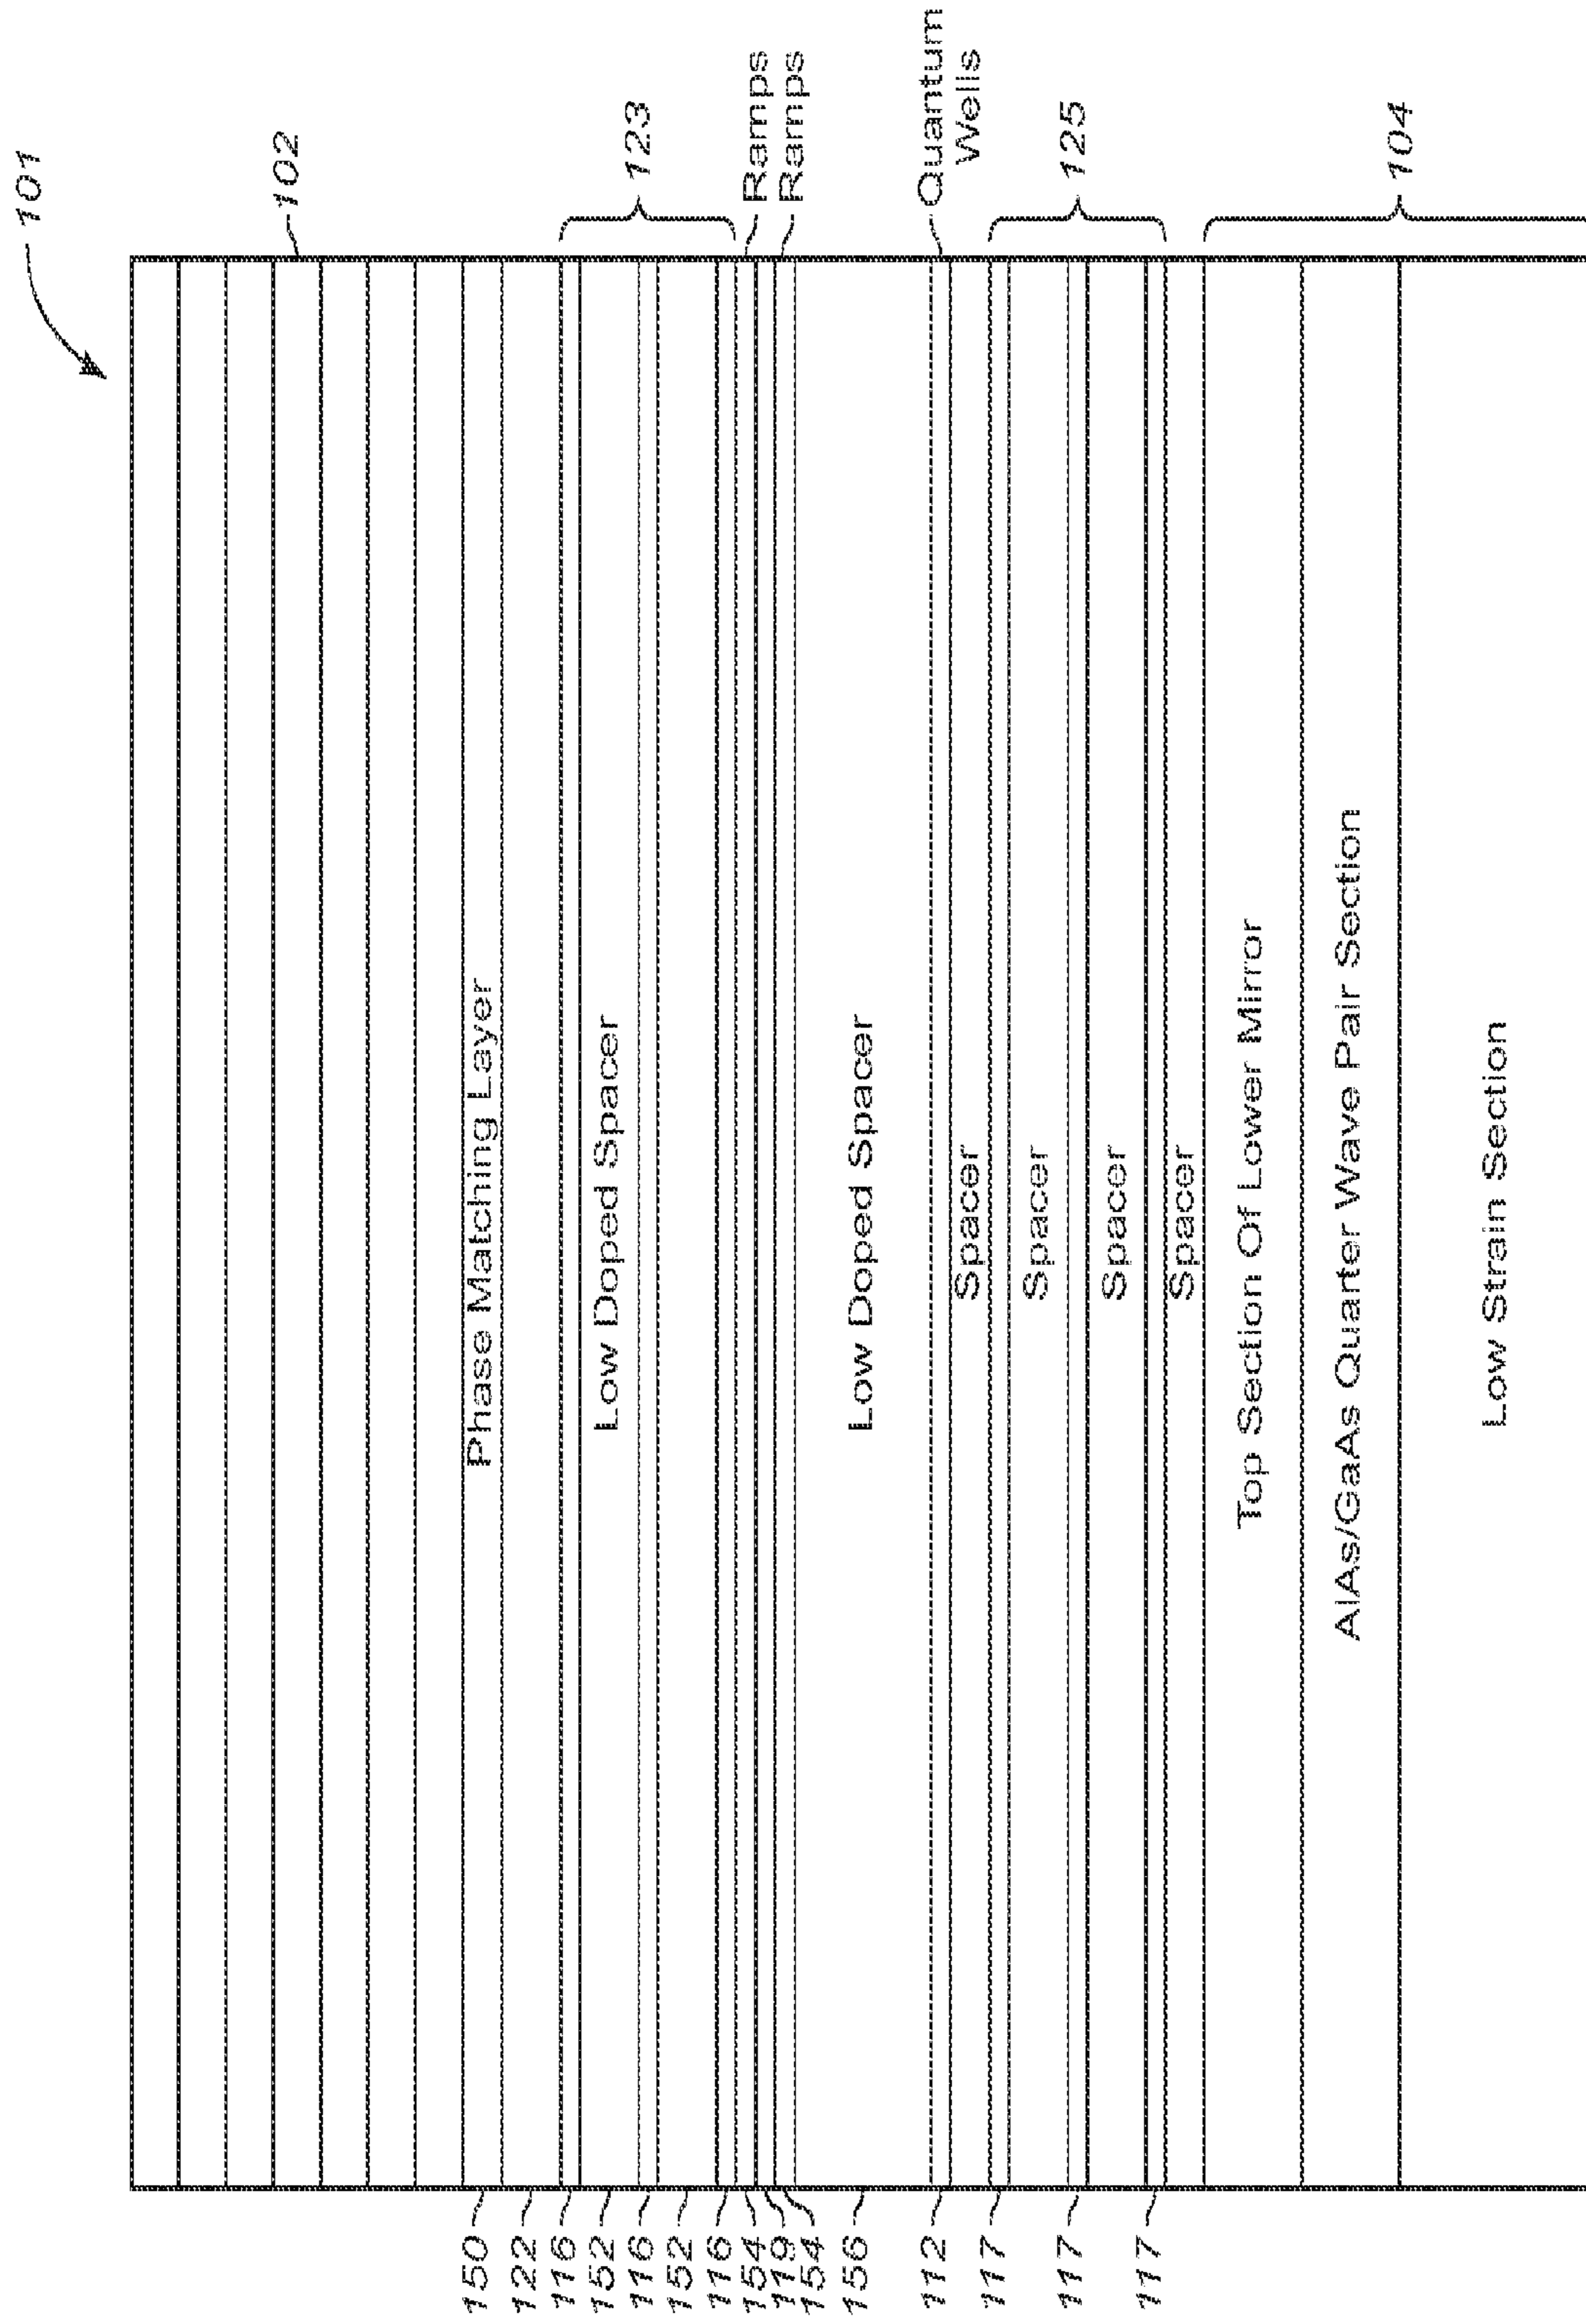 101
102
123
Ramps
Ramps
Quantum
Wells
125
104
Phase Matching Layer
Low Doped Spacer
Low Doped Spacer
Spacer
Spacer
Spacer
Spacer
Top Section Of Lower Mirror
AlAs/GaAs Quarter Wave Pair Section
Low Strain Section
150
122
116
152
116
152
116
154
119
154
156
112
117
117
117